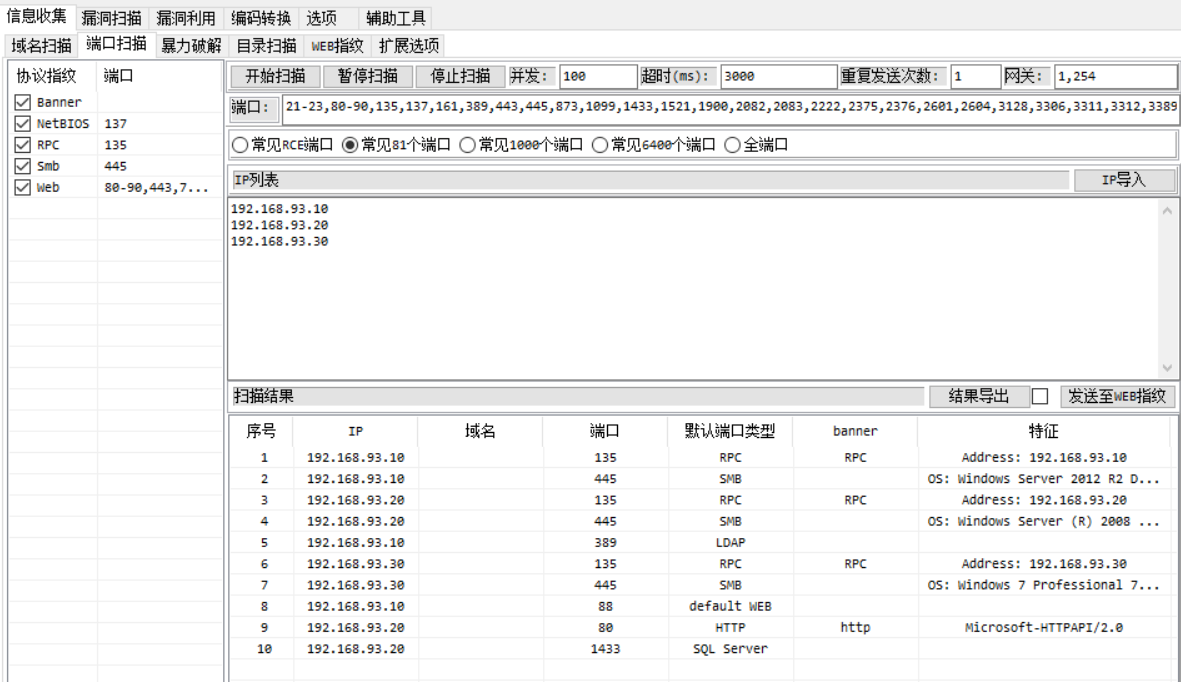 信息收集 漏洞扫描 漏洞利用 编码转换 选项 辅助工具
域名扫描 端口扫描 暴力破解 目录扫描 WEB指纹 扩展选项
协议指纹 端口
Banner
NetBIOS 137
RPC 135
Smb 445
Web 80-90,443,7...
开始扫描 暂停扫描 停止扫描 并发: 100 超时(ms): 3000 重复发送次数: 1 网关: 1,254
端口: 21-23,80-90,135,137,161,389,443,445,873,1099,1433,1521,1900,2082,2083,2222,2375,2376,2601,2604,3128,3306,3311,3312,3389
常见RCE端口 常见81个端口 常见1000个端口 常见6400个端口 全端口
IP列表 IP导入
192.168.93.10
192.168.93.20
192.168.93.30
扫描结果 结果导出 发送至WEB指纹
序号 IP 域名 端口 默认端口类型 banner 特征
1 192.168.93.10 135 RPC RPC Address: 192.168.93.10
2 192.168.93.10 445 SMB OS: Windows Server 2012 R2 D...
3 192.168.93.20 135 RPC RPC Address: 192.168.93.20
4 192.168.93.20 445 SMB OS: Windows Server (R) 2008 ...
5 192.168.93.10 389 LDAP
6 192.168.93.30 135 RPC RPC Address: 192.168.93.30
7 192.168.93.30 445 SMB OS: Windows 7 Professional 7...
8 192.168.93.10 88 default WEB
9 192.168.93.20 80 HTTP http Microsoft-HTTPAPI/2.0
10 192.168.93.20 1433 SQL Server